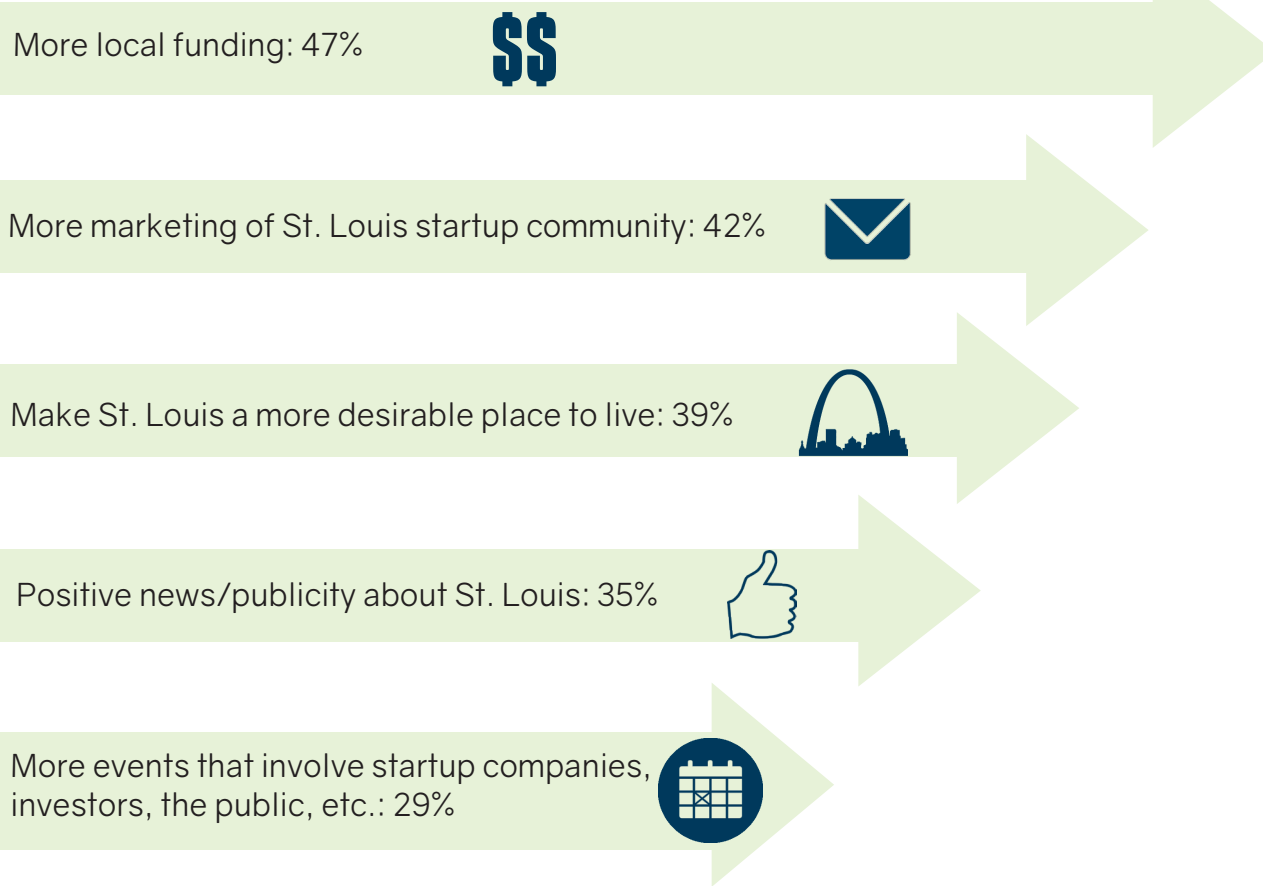 More local funding: 47%
$$
More marketing of St. Louis startup community: 42%
Make St. Louis a more desirable place to live: 39%
Positive news/publicity about St. Louis: 35%
More events that involve startup companies,
investors, the public, etc.: 29%